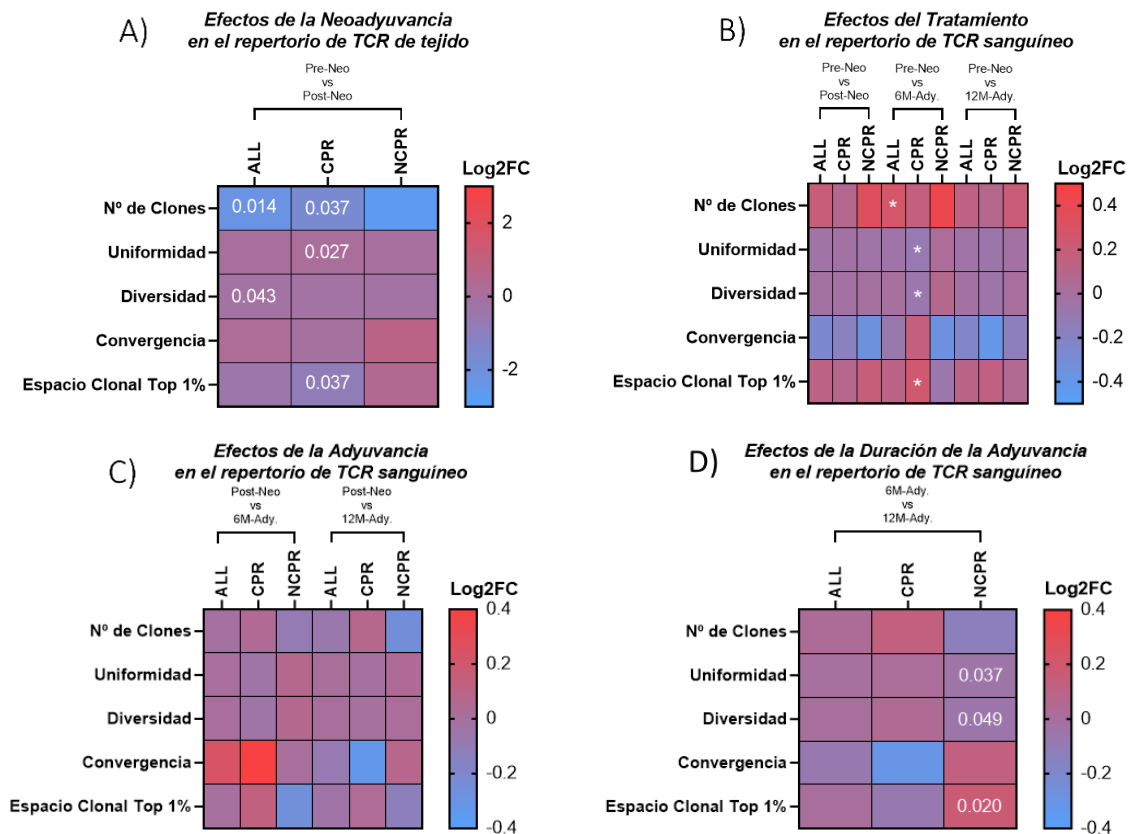 A)
Efectos de la Neoadyuvancia
en el repertorio de TCR de tejido
Pre-Neo
vs
Post-Neo
ALL
CPR
NCPR
Log2FC
Nº de Clones
0.014
0.037
Uniformidad
0.027
Diversidad
0.043
Convergencia
Espacio Clonal Top 1%
0.037
2
0
-2
B)
Efectos del Tratamiento
en el repertorio de TCR sanguíneo
Pre-Neo
vs
Post-Neo
Pre-Neo
vs
6M-Ady.
Pre-Neo
vs
12M-Ady.
ALL
CPR
NCPR
ALL
CPR
NCPR
ALL
CPR
NCPR
Log2FC
Nº de Clones
*
Uniformidad
*
Diversidad
*
Convergencia
Espacio Clonal Top 1%
*
0.4
0.2
0
-0.2
-0.4
C)
Efectos de la Adyuvancia
en el repertorio de TCR sanguíneo
Post-Neo
vs
6M-Ady.
Post-Neo
vs
12M-Ady.
ALL
CPR
NCPR
ALL
CPR
NCPR
Log2FC
Nº de Clones
Uniformidad
Diversidad
Convergencia
Espacio Clonal Top 1%
0.4
0.2
0
-0.2
-0.4
D)
Efectos de la Duración de la Adyuvancia
en el repertorio de TCR sanguíneo
6M-Ady.
vs
12M-Ady.
ALL
CPR
NCPR
Log2FC
Nº de Clones
Uniformidad
0.037
Diversidad
0.049
Convergencia
Espacio Clonal Top 1%
0.020
0.4
0.2
0
-0.2
-0.4